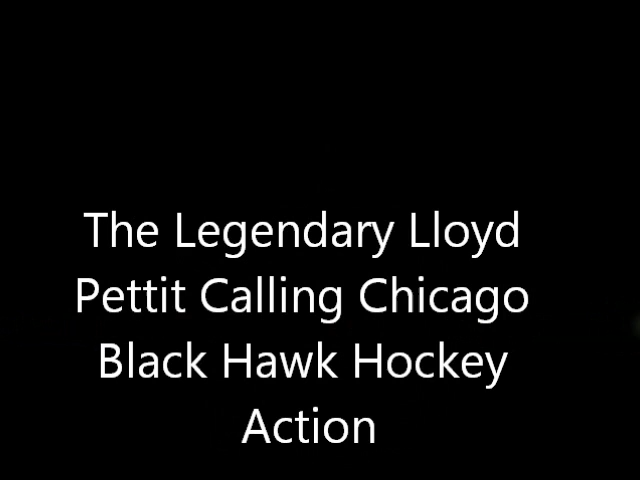 The Legendary Lloyd
Pettit Calling Chicago
Black Hawk Hockey
Action